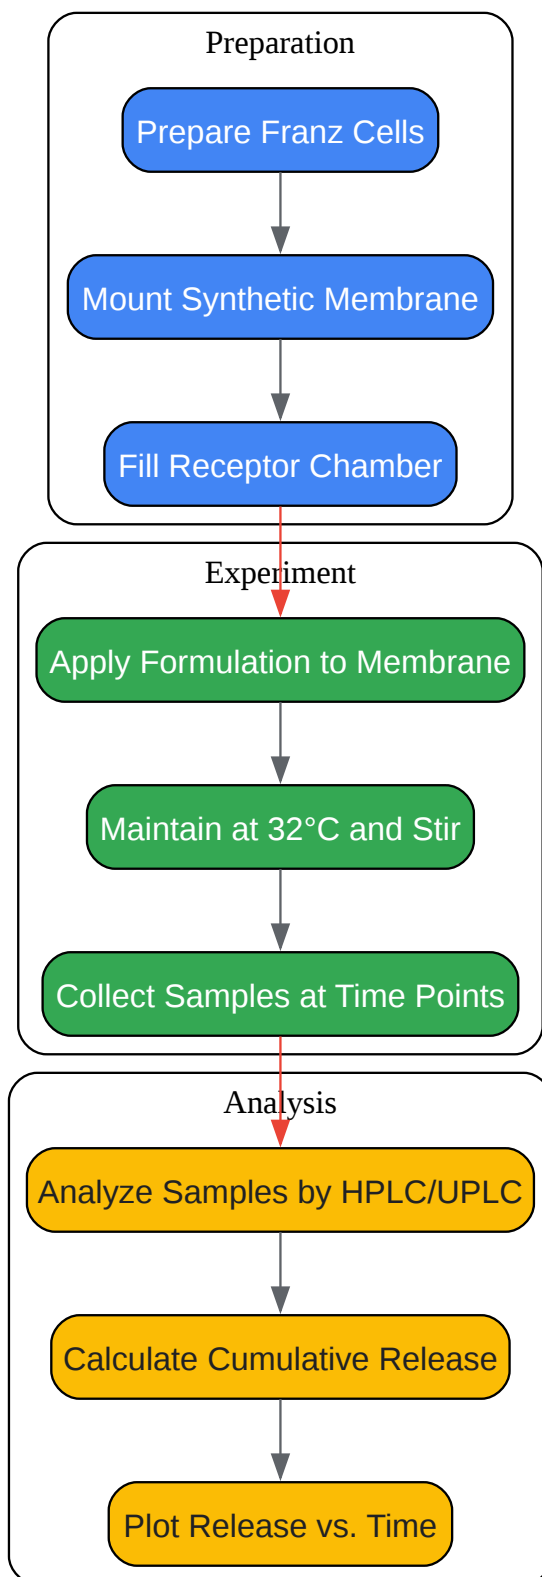 Preparation
Prepare Franz Cells
Mount Synthetic Membrane
Fill Receptor Chamber
Experiment
Apply Formulation to Membrane
Maintain at 32°C and Stir
Collect Samples at Time Points
Analysis
Analyze Samples by HPLC/UPLC
Calculate Cumulative Release
Plot Release vs. Time